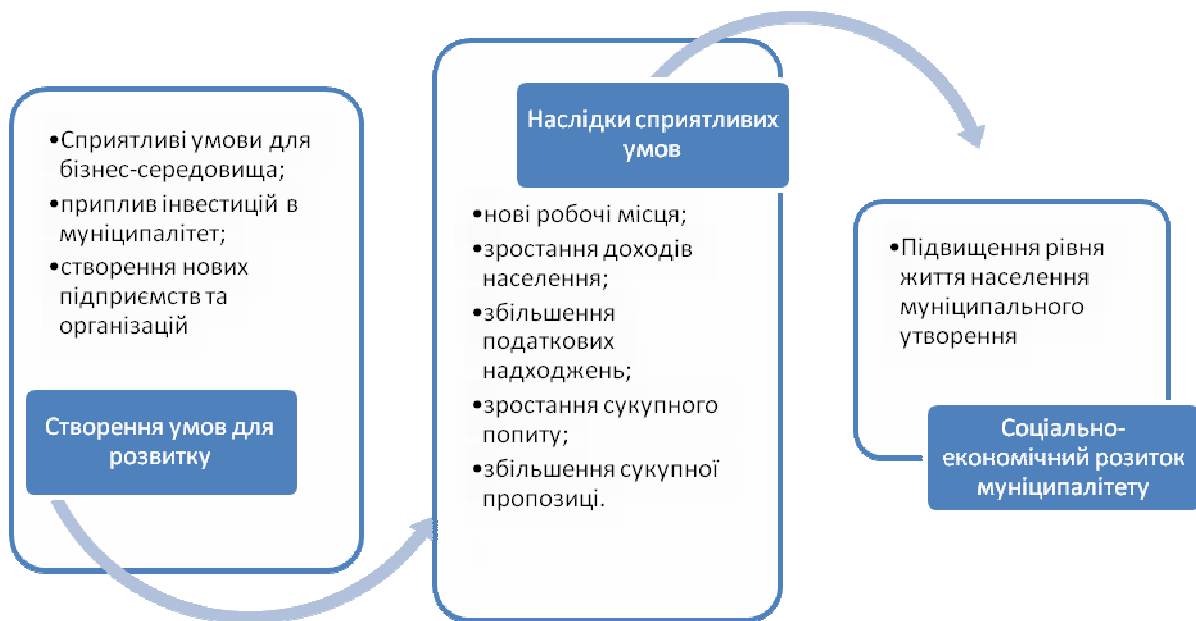 •Сприятливі умови для
бізнес-середовища;
•приплив інвестицій в
муніципалітет;
•створення нових
підприємств та
організацій
Створення умов для
розвитку
Наслідки сприятливих
умов
•нові робочі місця;
•зростання доходів
населення;
•збільшення
податкових
надходжень;
•зростання сукупного
попиту;
•збільшення сукупної
пропозиці.
•Підвищення рівня
життя населення
муніципального
утворення
Соціально-
економічний розиток
муніципалітету